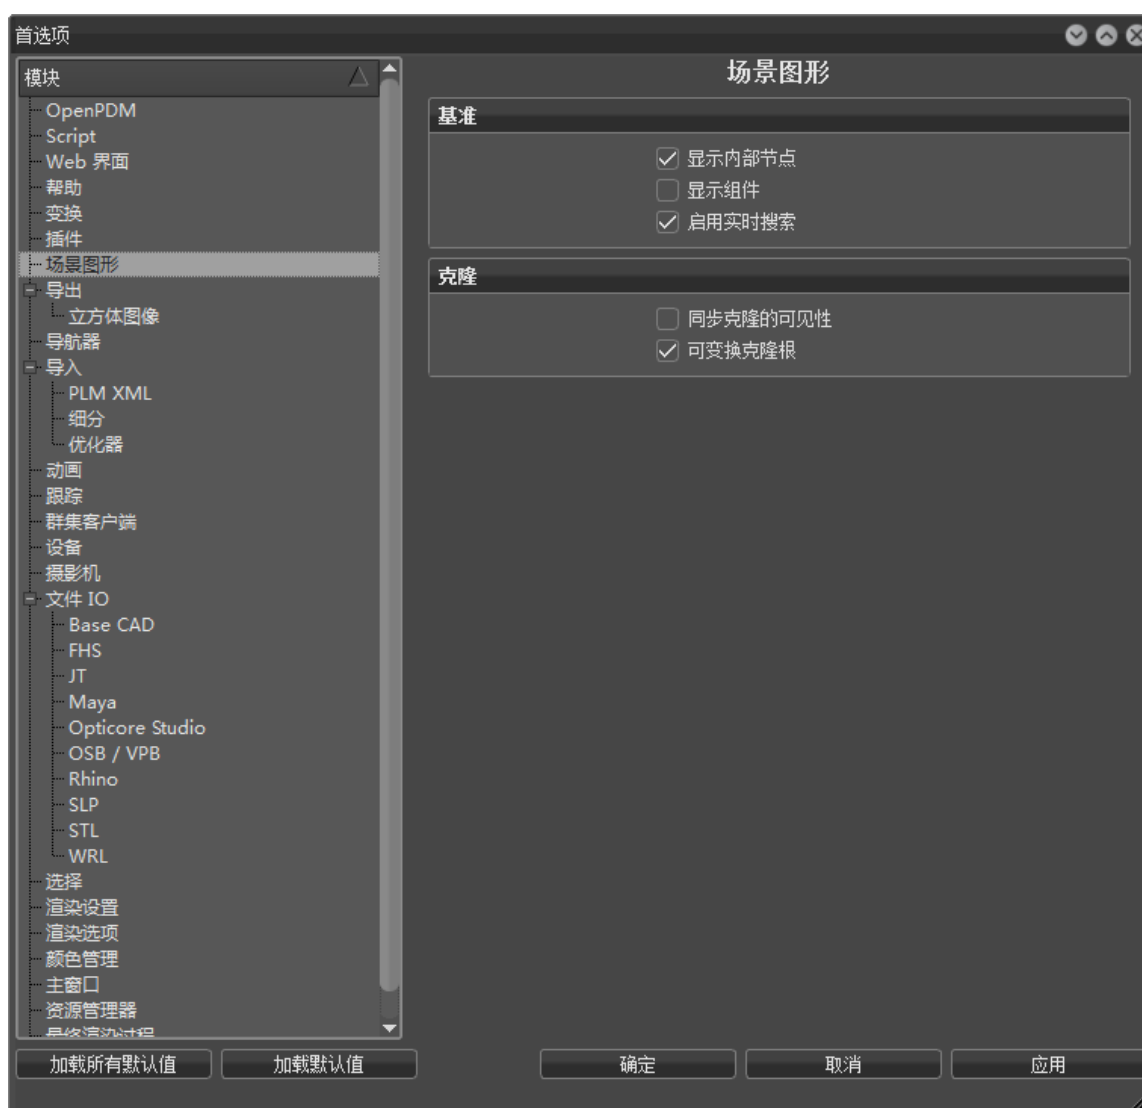 首选项
模块
OpenPDM
Script
Web 界面
帮助
变换
插件
场景图形
导出
立方体图像
导航器
导入
PLM XML
细分
优化器
动画
跟踪
群集客户端
设备
摄影机
文件 IO
Base CAD
FHS
JT
Maya
Opticore Studio
OSB / VPB
Rhino
SLP
STL
WRL
选择
渲染设置
渲染选项
颜色管理
主窗口
资源管理器
最终渲染过程
场景图形
基准
显示内部节点
显示组件
启用实时搜索
克隆
同步克隆的可见性
可变换克隆根
加载所有默认值
加载默认值
确定
取消
应用